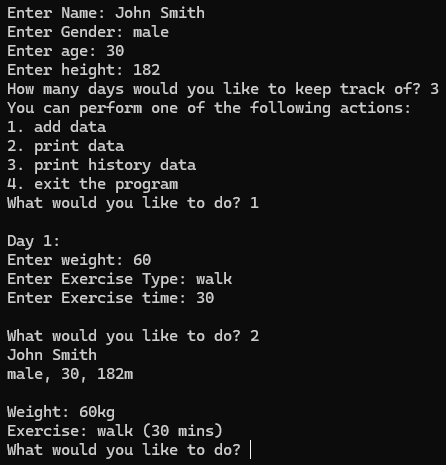 Enter Name: John Smith
Enter Gender: male
Enter age: 30
Enter height: 182
How many days would you like to keep track of? 3
You can perform one of the following actions:
1. add data
2. print data
3. print history data
4. exit the program
What would you like to do? 1

Day 1:
Enter weight: 60
Enter Exercise Type: walk
Enter Exercise time: 30

What would you like to do? 2
John Smith
male, 30, 182m

Weight: 60kg
Exercise: walk (30 mins)
What would you like to do?